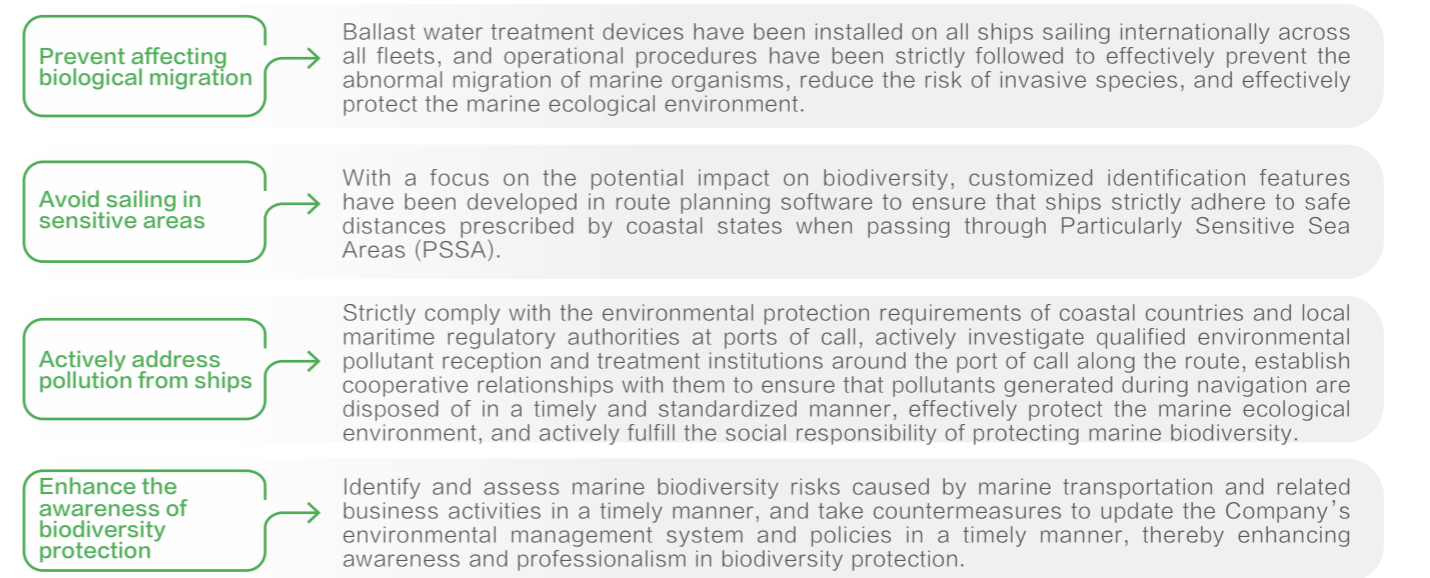 Prevent affecting
biological migration
Ballast water treatment devices have been installed on all ships sailing internationally across
all fleets, and operational procedures have been strictly followed to effectively prevent the
abnormal migration of marine organisms, reduce the risk of invasive species, and effectively
protect the marine ecological environment.
Avoid sailing in
sensitive areas
With a focus on the potential impact on biodiversity, customized identification features
have been developed in route planning software to ensure that ships strictly adhere to safe
distances prescribed by coastal states when passing through Particularly Sensitive Sea
Areas (PSSA).
Actively address
pollution from ships
Strictly comply with the environmental protection requirements of coastal countries and local
maritime regulatory authorities at ports of call, actively investigate qualified environmental
pollutant reception and treatment institutions around the port of call along the route, establish
cooperative relationships with them to ensure that pollutants generated during navigation are
disposed of in a timely and standardized manner, effectively protect the marine ecological
environment, and actively fulfill the social responsibility of protecting marine biodiversity.
Enhance the
awareness of
biodiversity
protection
Identify and assess marine biodiversity risks caused by marine transportation and related
business activities in a timely manner, and take countermeasures to update the Company’s
environmental management system and policies in a timely manner, thereby enhancing
awareness and professionalism in biodiversity protection.